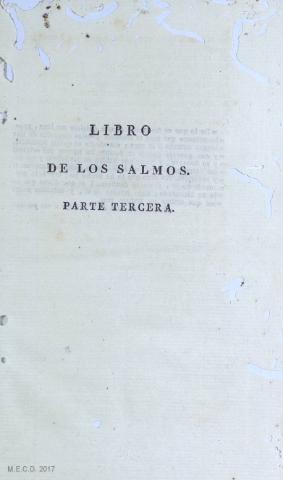 LIBRO
DE LOS SALMOS.
PARTE TERCERA.
M.E.C.D. 2017